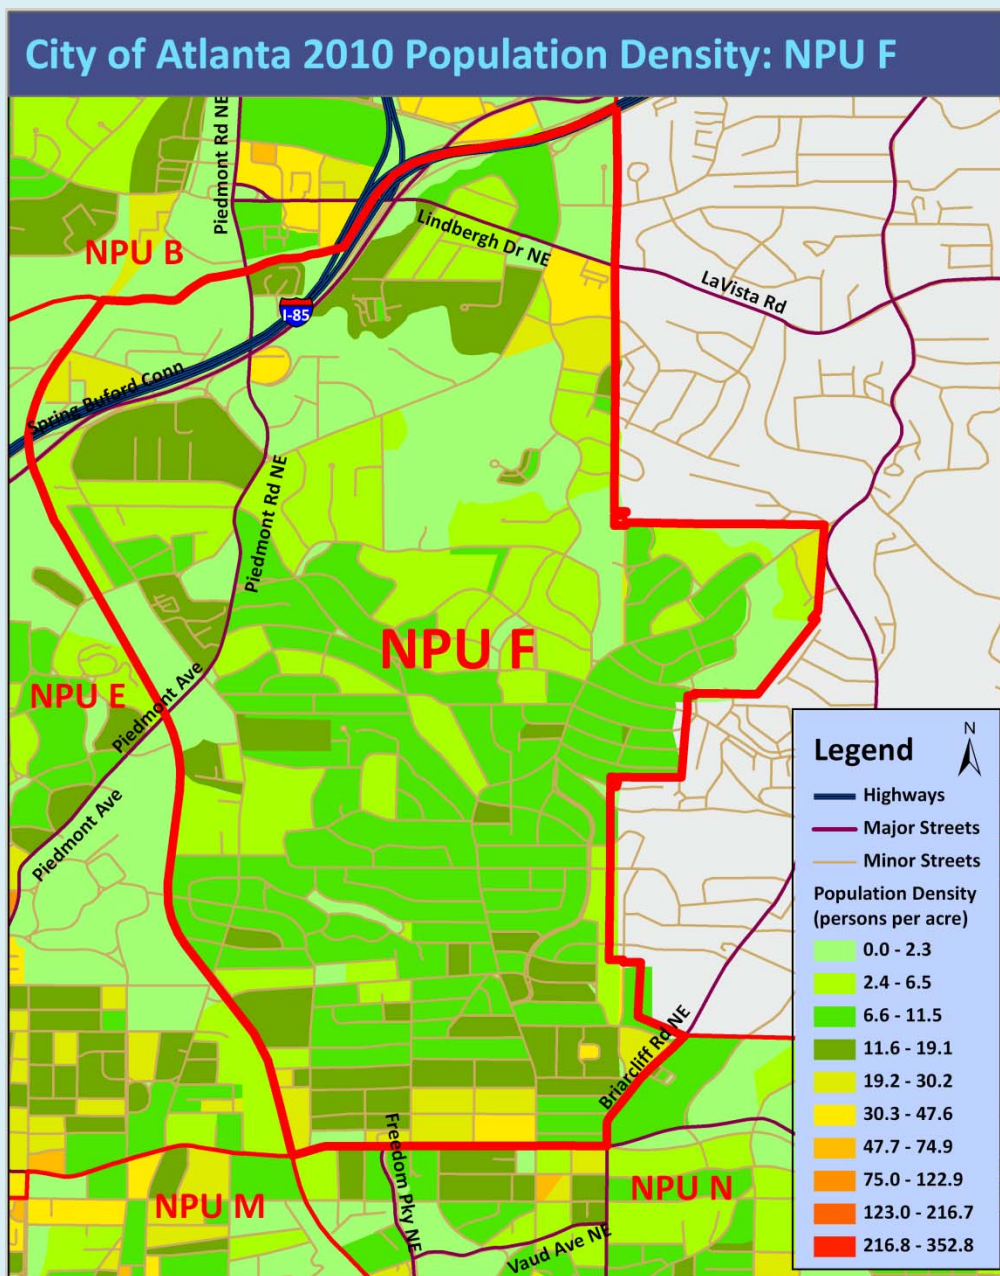 City of Atlanta 2010 Population Density: NPU F
Piedmont Rd NE
NPU B
Lindbergh Dr NE
LaVista Rd
I-85
Spring Buford Conn
Piedmont Rd NE
NPU F
NPU E
Piedmont Ave
Piedmont Ave
Briarcliff Rd NE
Freedom Pky NE
NPU M
NPU N
Vaud Ave NE
Legend
N
Highways
Major Streets
Minor Streets
Population Density
(persons per acre)
0.0 - 2.3
2.4 - 6.5
6.6 - 11.5
11.6 - 19.1
19.2 - 30.2
30.3 - 47.6
47.7 - 74.9
75.0 - 122.9
123.0 - 216.7
216.8 - 352.8